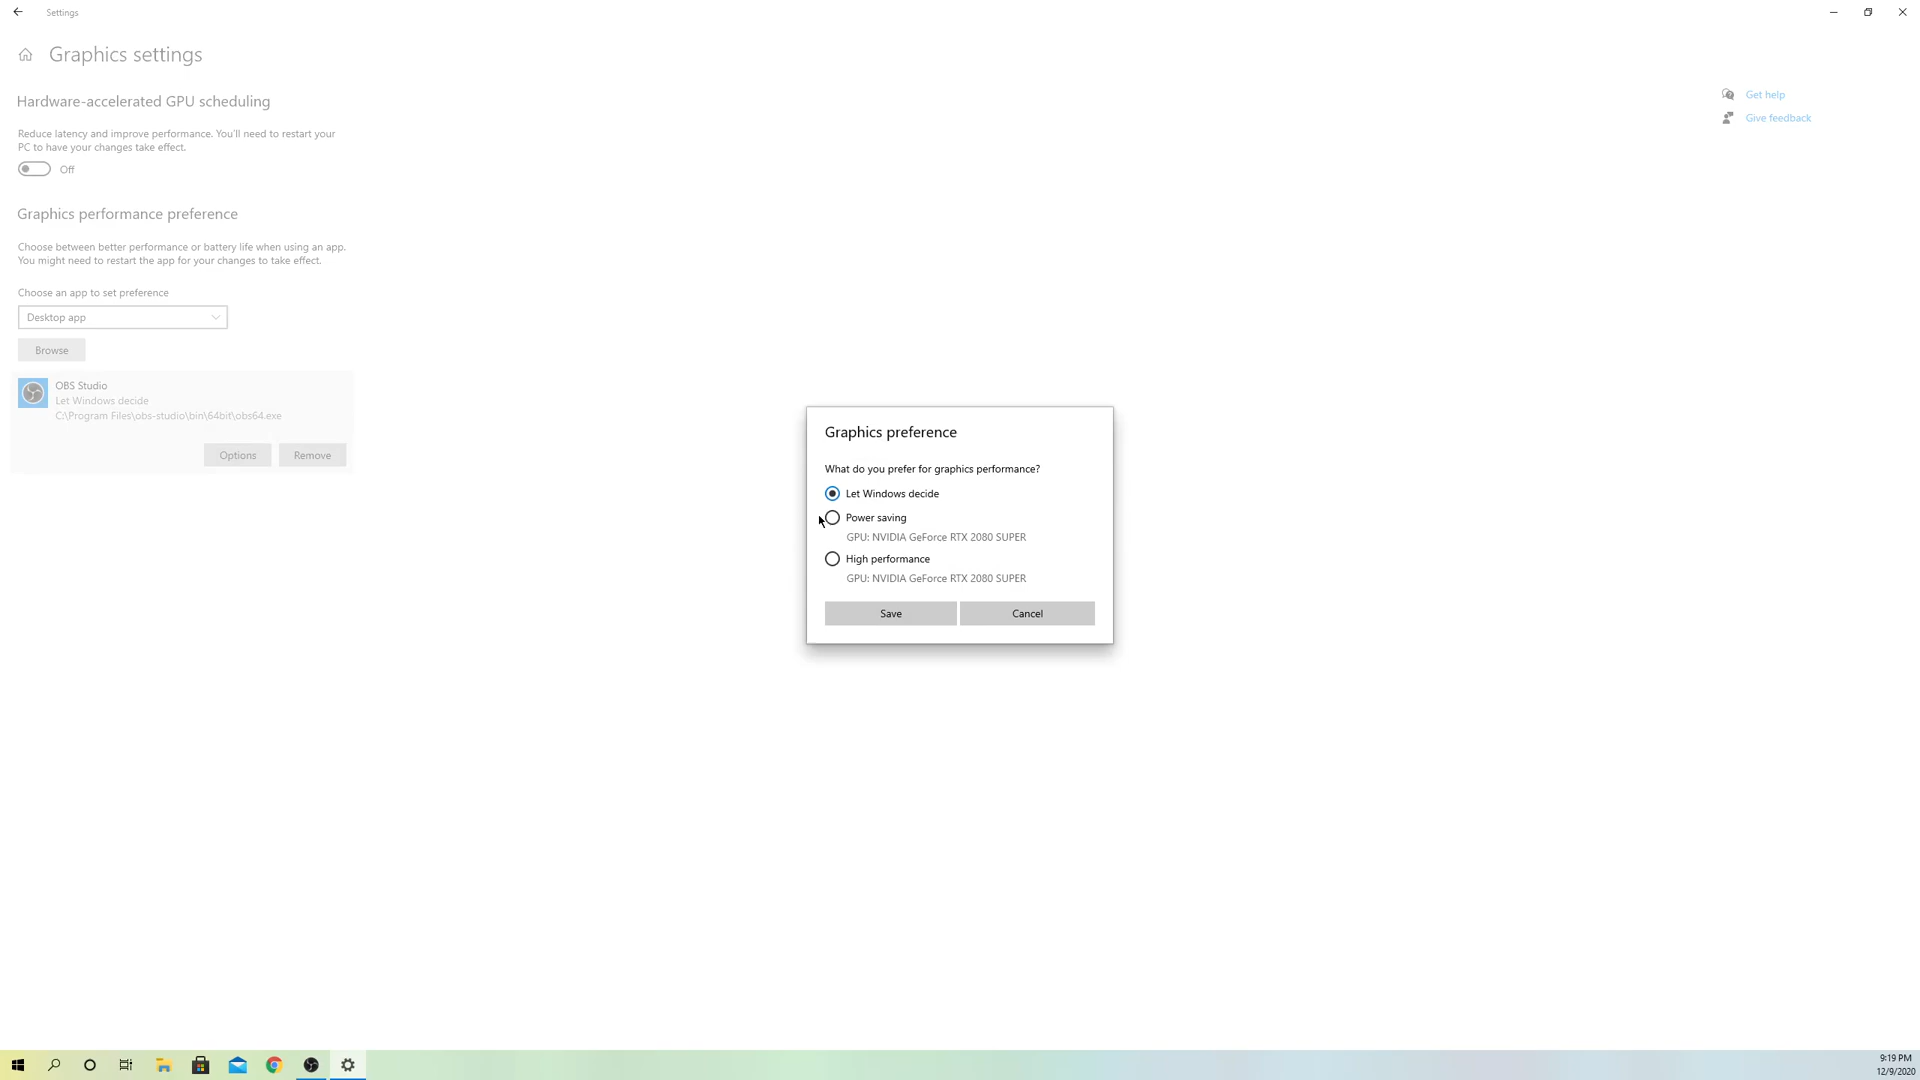 Settings
Graphics settings
Hardware-accelerated GPU scheduling
Reduce latency and improve performance. You'll need to restart your
PC to have your changes take effect.
Off
Graphics performance preference
Choose between better performance or battery life when using an app.
You might need to restart the app for your changes to take effect.
Choose an app to set preference
Desktop app
Browse
OBS Studio
Let Windows decide
C:\Program Files\obs-studio\bin\64bit\obs64.exe
Options
Remove
Get help
Give feedback
Graphics preference
What do you prefer for graphics performance?
Let Windows decide
Power saving
GPU: NVIDIA GeForce RTX 2080 SUPER
High performance
GPU: NVIDIA GeForce RTX 2080 SUPER
Save
Cancel
9:19 PM
12/9/2020